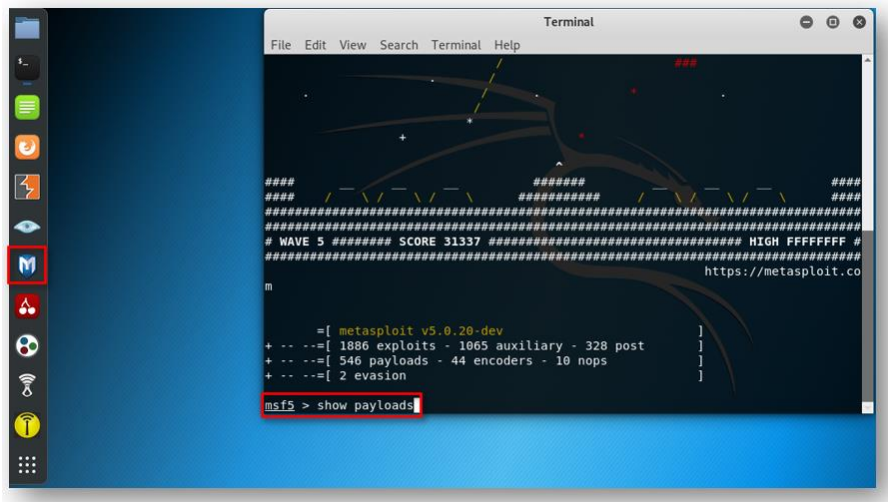 Terminal
File Edit View Search Terminal Help
###
####                              #######                              ####
####                            ###########                            ####
# WAVE 5 ######## SCORE 31337 ################################## HIGH FFFFFFFF #
https://metasploit.co
m
=[ metasploit v5.0.20-dev ]
+ -- --=[ 1886 exploits - 1065 auxiliary - 328 post ]
+ -- --=[ 546 payloads - 44 encoders - 10 nops ]
+ -- --=[ 2 evasion ]
msf5 > show payloads